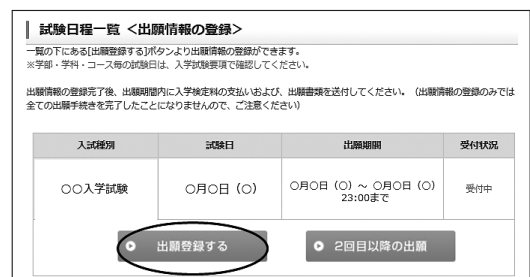 試験日程一覧 <出願情報の登録>
一覧の下にある[出願登録する]ボタンより出願情報の登録ができます。
※学部・学科・コース毎の試験日は、入学試験要項で確認してください。
出願情報の登録完了後、出願期間内に入学検定料の支払いおよび、出願書類を送付してください。（出願情報の登録のみでは
全ての出願手続きを完了したことになりませんので、ご注意ください）
入試種別 試験日 出願期間 受付状況
○○入学試験 ○月○日（○） ○月○日（○）～ ○月○日（○） 受付中
23:00まで
出願登録する 2回目以降の出願